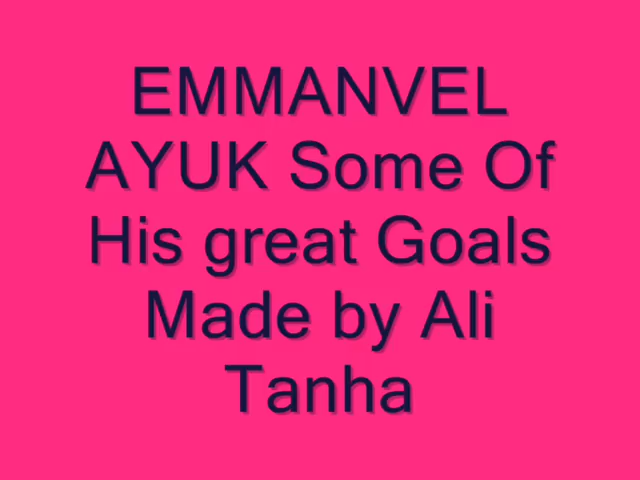 EMMANVEL
AYUK Some Of
His great Goals
Made by Ali
Tanha